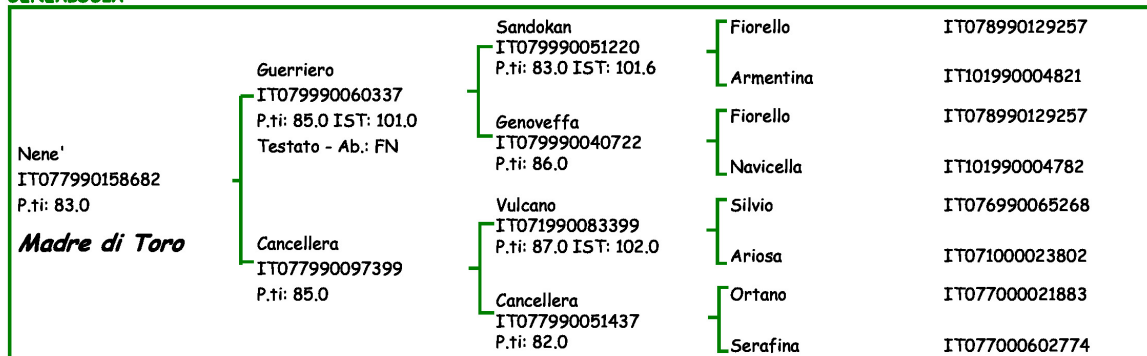 Nene'
IT077990158682
P.ti: 83.0
Madre di Toro
Guerriero
IT079990060337
P.ti: 85.0 IST: 101.0
Testato - Ab.: FN
Cancellera
IT077990097399
P.ti: 85.0
Sandokan
IT079990051220
P.ti: 83.0 IST: 101.6
Genoveffa
IT079990040722
P.ti: 86.0
Vulcano
IT071990083399
P.ti: 87.0 IST: 102.0
Cancellera
IT077990051437
P.ti: 82.0
Fiorello IT078990129257
Armentina IT101990004821
Fiorello IT078990129257
Navicella IT101990004782
Silvio IT076990065268
Ariosa IT071000023802
Ortano IT077000021883
Serafina IT077000602774